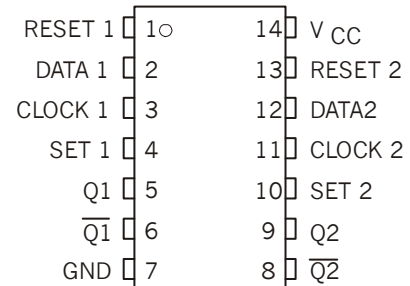 RESET 1 1 14 V CC
DATA 1 2 13 RESET 2
CLOCK 1 3 12 DATA2
SET 1 4 11 CLOCK 2
Q1 5 10 SET 2
Q1 6 9 Q2
GND 7 8 Q2